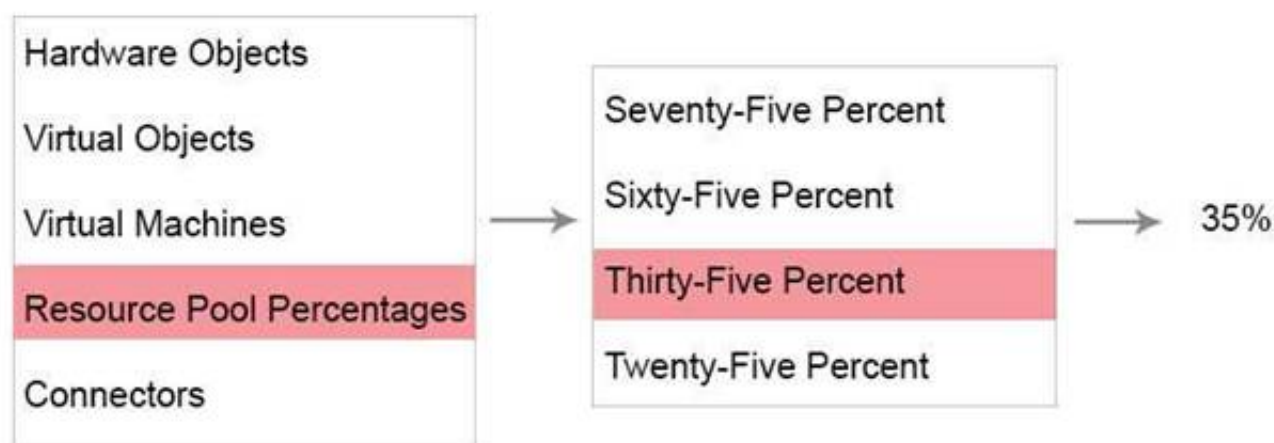 Hardware Objects
Virtual Objects
Virtual Machines
Resource Pool Percentages
Connectors
Seventy-Five Percent
Sixty-Five Percent
Thirty-Five Percent
Twenty-Five Percent
35%